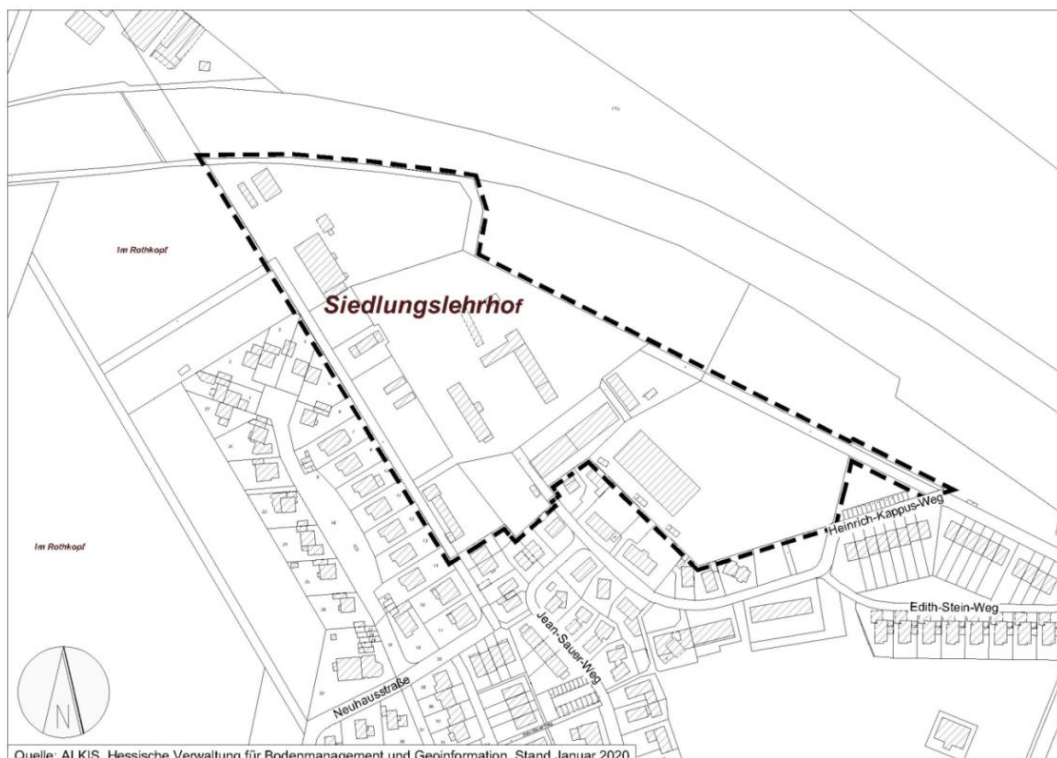 Im Rothkopf
Siedlungslehrhof
Im Rothkopf
Heinrich-Kappus-Weg
Edith-Stein-Weg
Jean-Sauer-Weg
Neuhausstraße
N
Quelle: ALKIS, Hessische Verwaltung für Bodenmanagement und Geoinformation, Stand Januar 2020